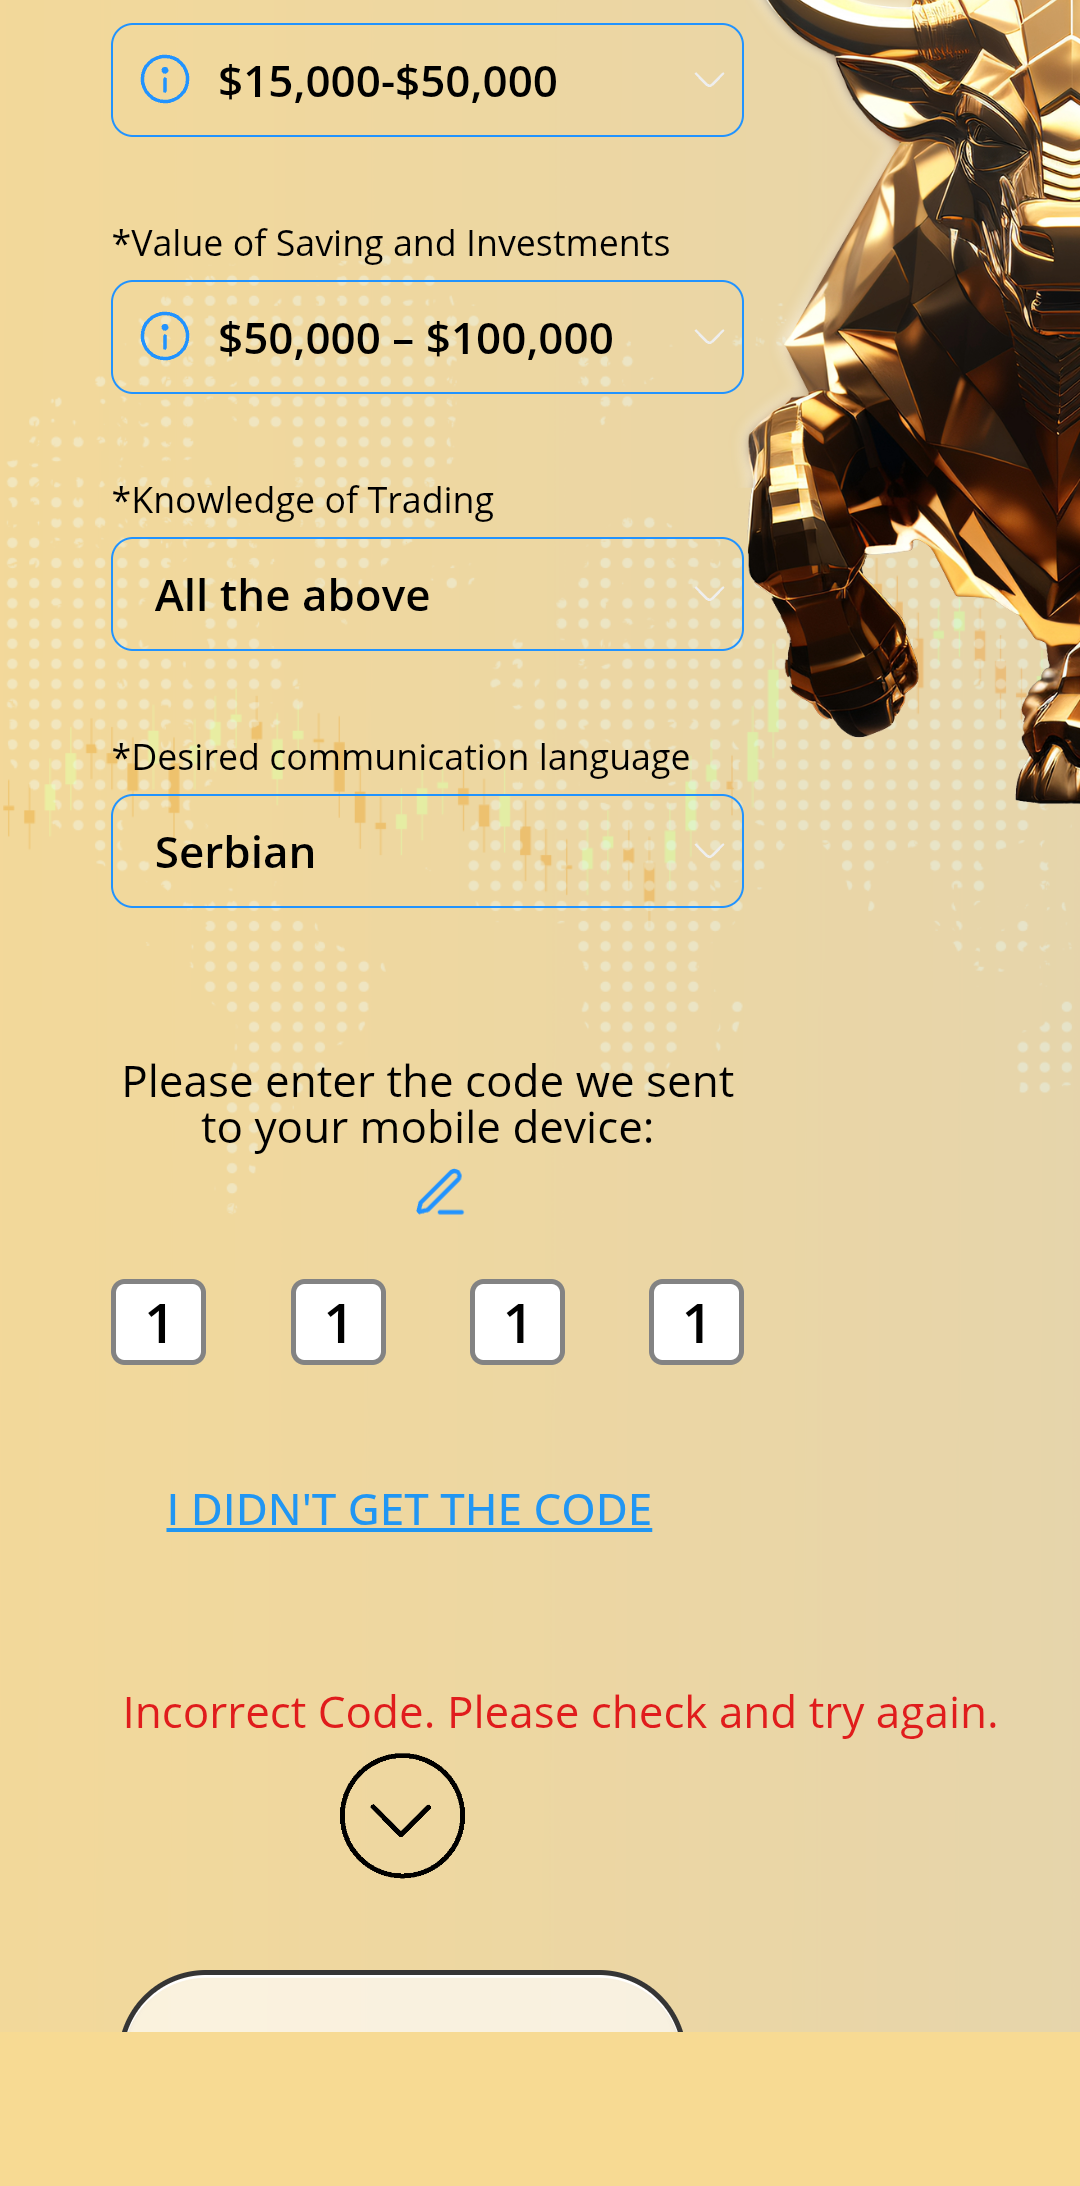 $15,000-$50,000
*Value of Saving and Investments
$50,000 – $100,000
*Knowledge of Trading
All the above
*Desired communication language
Serbian
Please enter the code we sent
to your mobile device:
1 1 1 1
I DIDN'T GET THE CODE
Incorrect Code. Please check and try again.